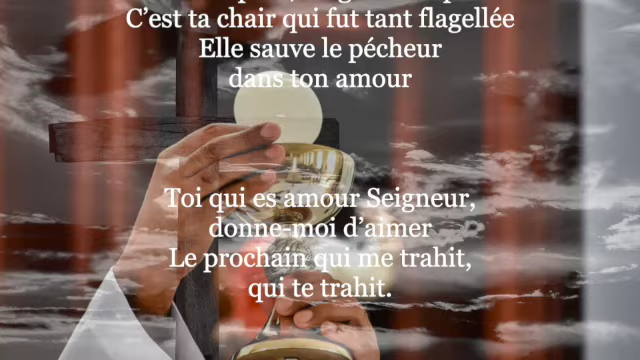 C’est ta chair qui fut tant flagellée
Elle sauve le pécheur
dans ton amour
Toi qui es amour Seigneur,
donne-moi d’aimer
Le prochain qui me trahit,
qui te trahit.